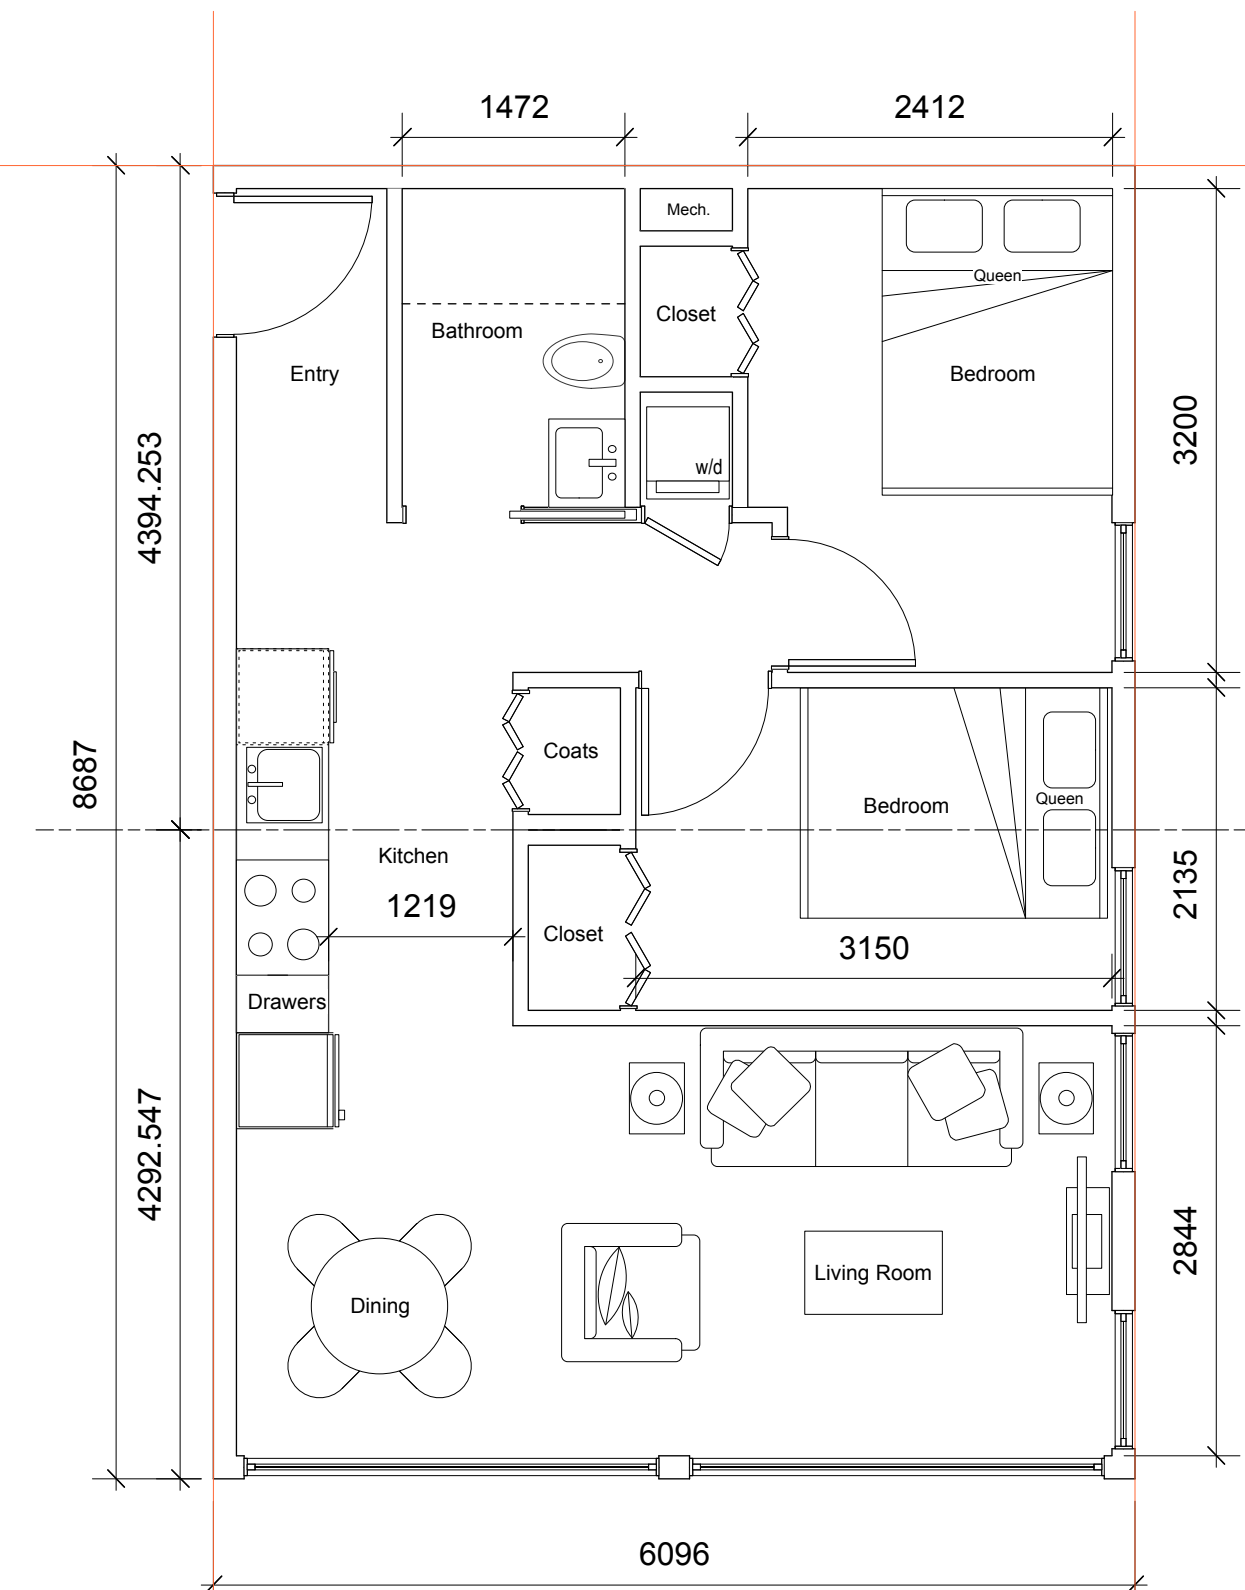 1472
2412
Mech.
Queen
Closet
Bathroom
Entry
Bedroom
3200
4394.253
w/d
8687
Coats
Bedroom
Queen
Kitchen
2135
1219
Closet
3150
Drawers
4292.547
2844
Living Room
Dining
6096